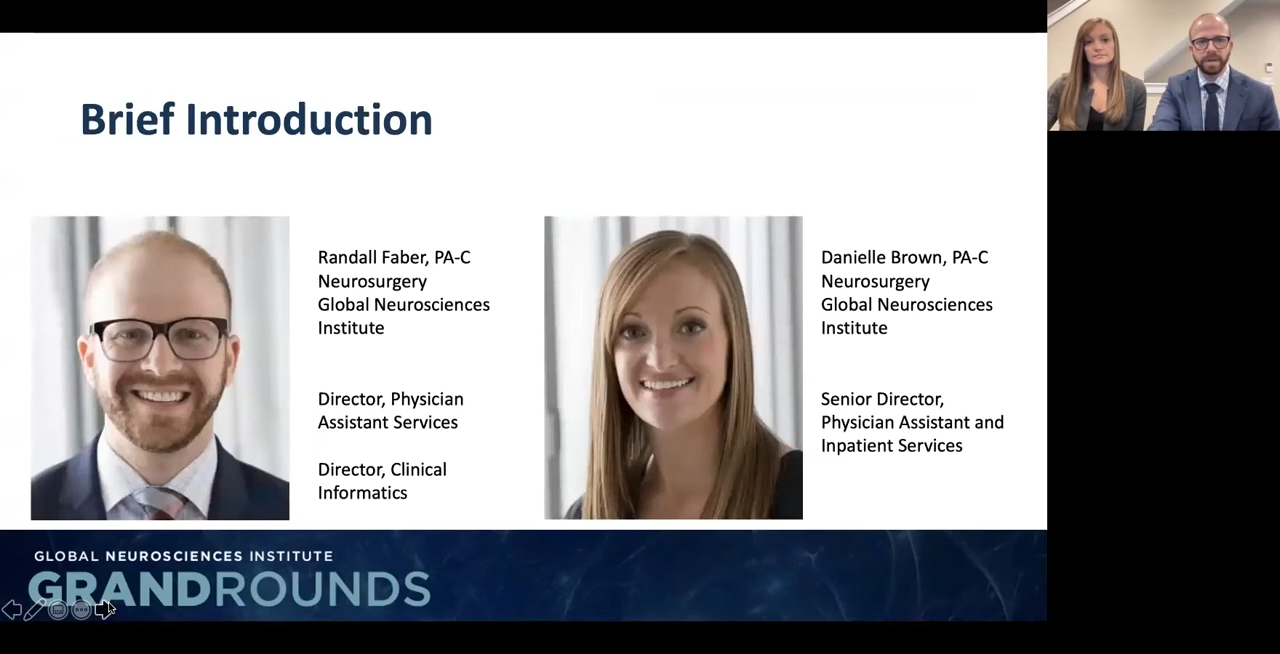 Brief Introduction
Randall Faber, PA-C
Neurosurgery
Global Neurosciences
Institute
Director, Physician
Assistant Services
Director, Clinical
Informatics
Danielle Brown, PA-C
Neurosurgery
Global Neurosciences
Institute
Senior Director,
Physician Assistant and
Inpatient Services
GLOBAL NEUROSCIENCES INSTITUTE
GRANDROUNDS